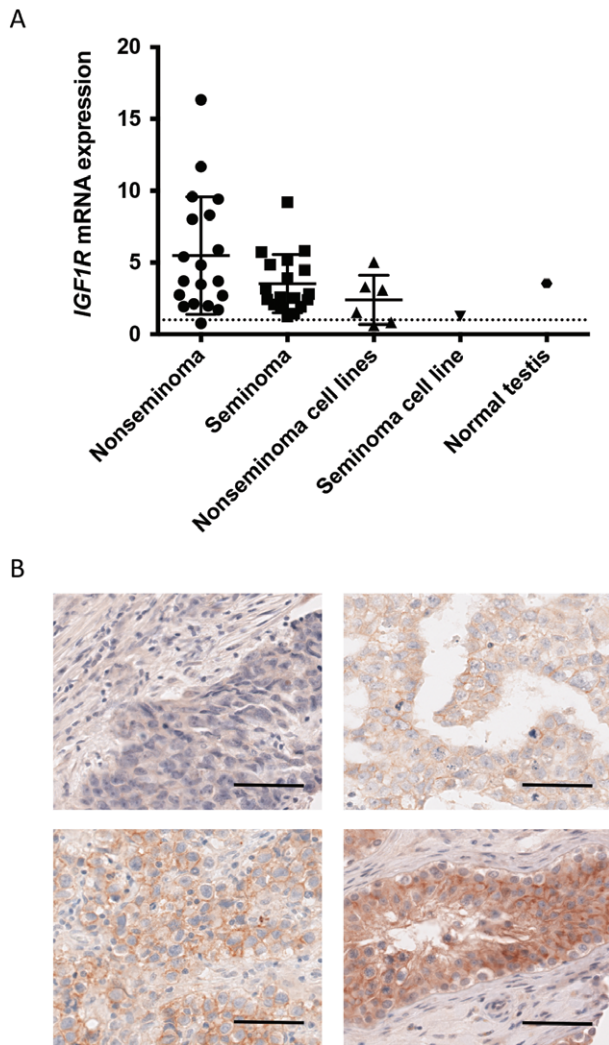 A
20
15
10
5
0
IGF1R mRNA expression
Nonseminoma
Seminoma
Nonseminoma cell lines
Seminoma cell line
Normal testis
B